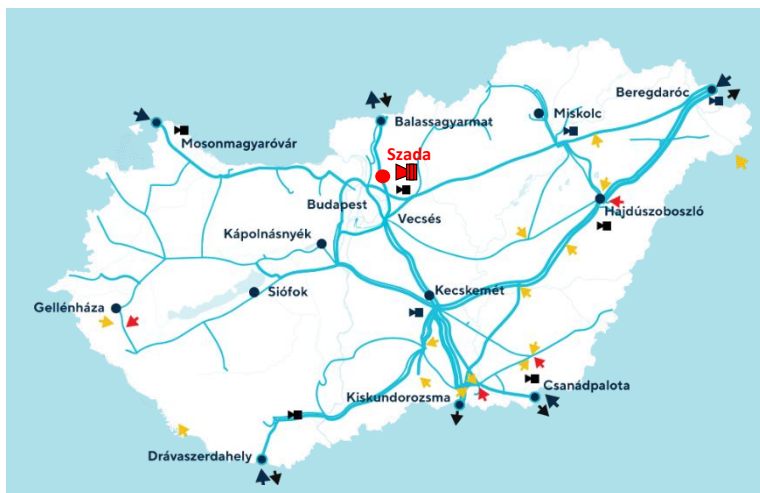 Beregdaróc
Miskolc
Balassagyarmat
Mosonmagyaróvár
Szada
Budapest
Vecsés
Hajdúszoboszló
Kápolnásnyék
Siófok
Kecskemét
Gellénháza
Csanádpalota
Kiskundorozsma
Drávaszerdahely